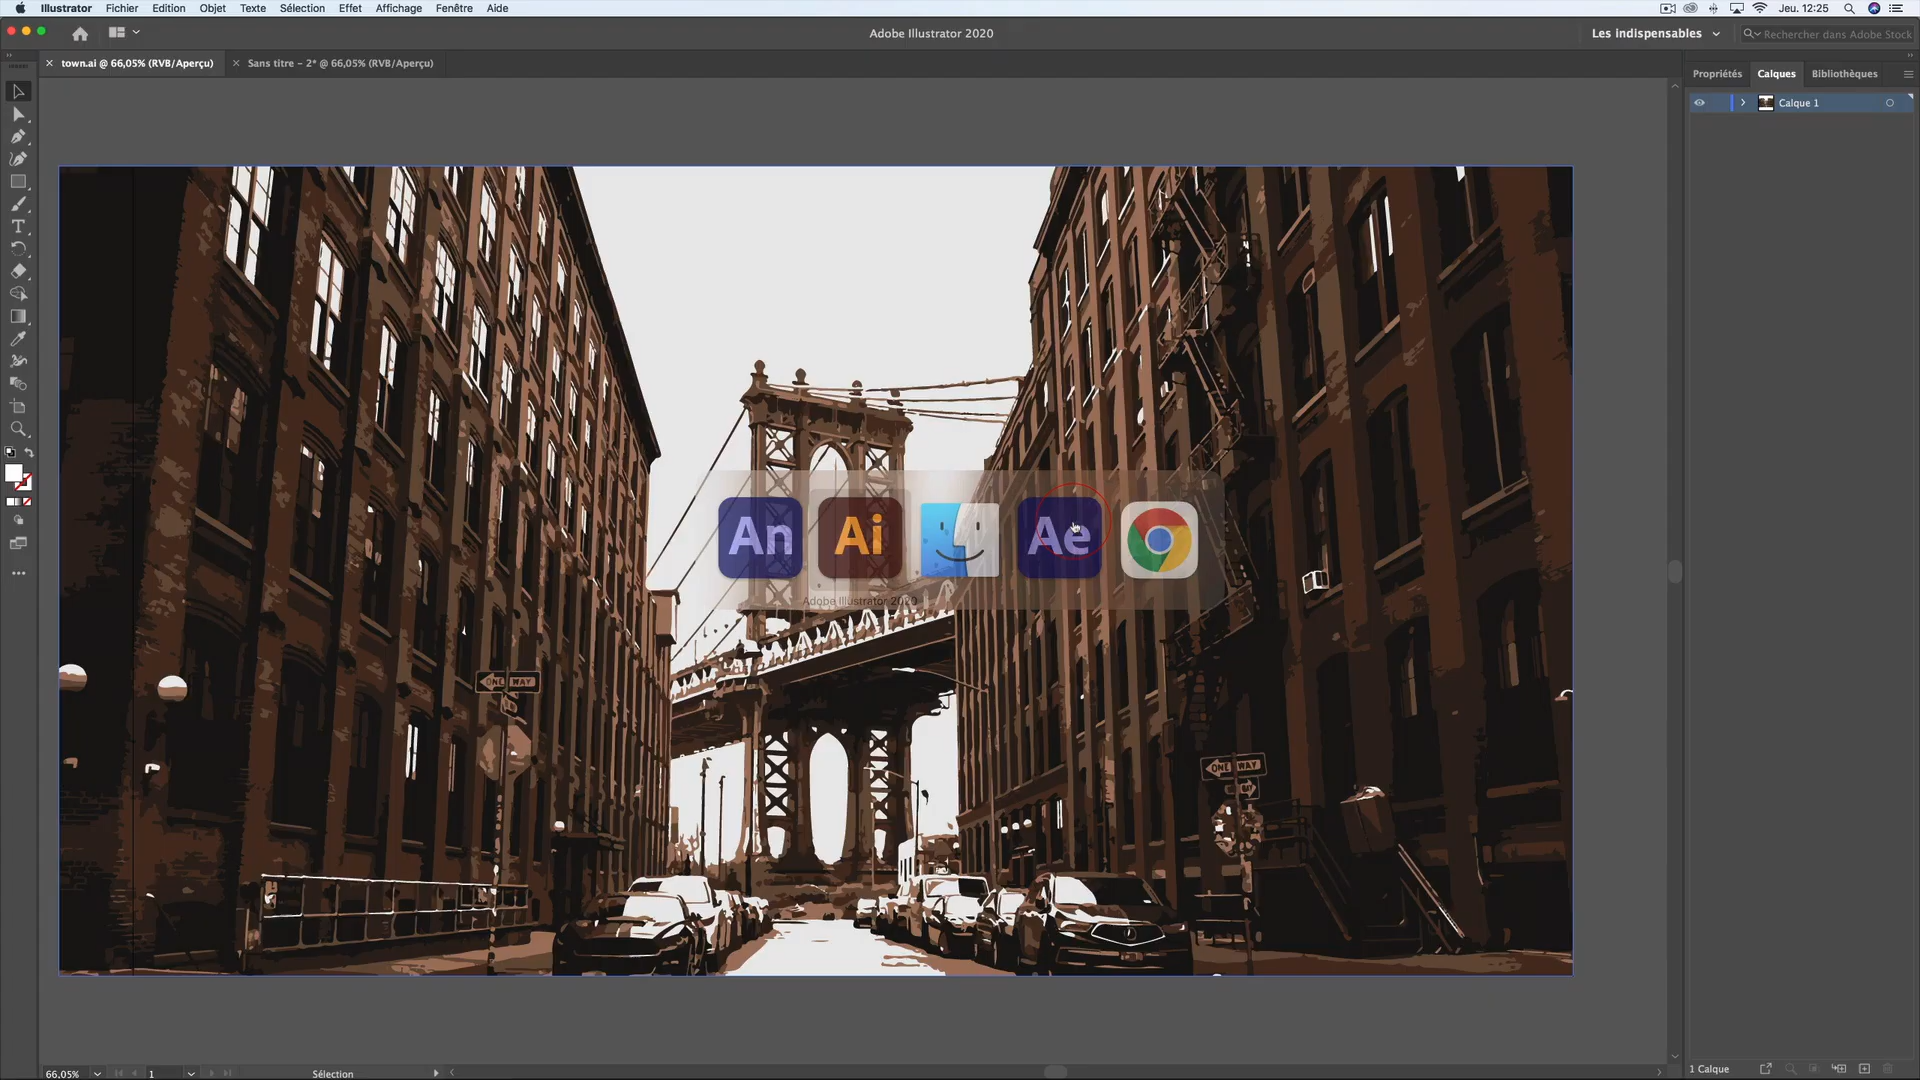 Illustrator Fichier Edition Objet Texte Sélection Effet Affichage Fenêtre Aide Jeu. 12:25
Adobe Illustrator 2020 Les indispensables Rechercher dans Adobe Stock
town.ai @ 66,05% (RVB/Aperçu) Sans titre - 2* @ 66,05% (RVB/Aperçu)
Propriétés Calques Bibliothèques
Calque 1
T
An Ai Ae
Adobe Illustrator 2020
ONE WAY
ONE WAY
66,05% 1 Sélection 1 Calque